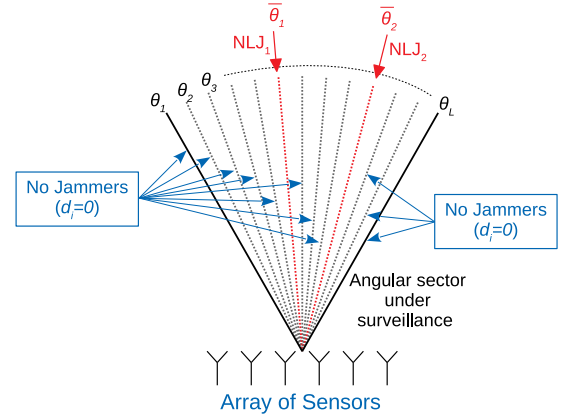 θ̅₁
θ̅₂
NLJ₁
NLJ₂
θ₁
θ₂
θ₃
θ_L
No Jammers
(dᵢ=0)
No Jammers
(dᵢ=0)
Angular sector
under
surveillance
Array of Sensors